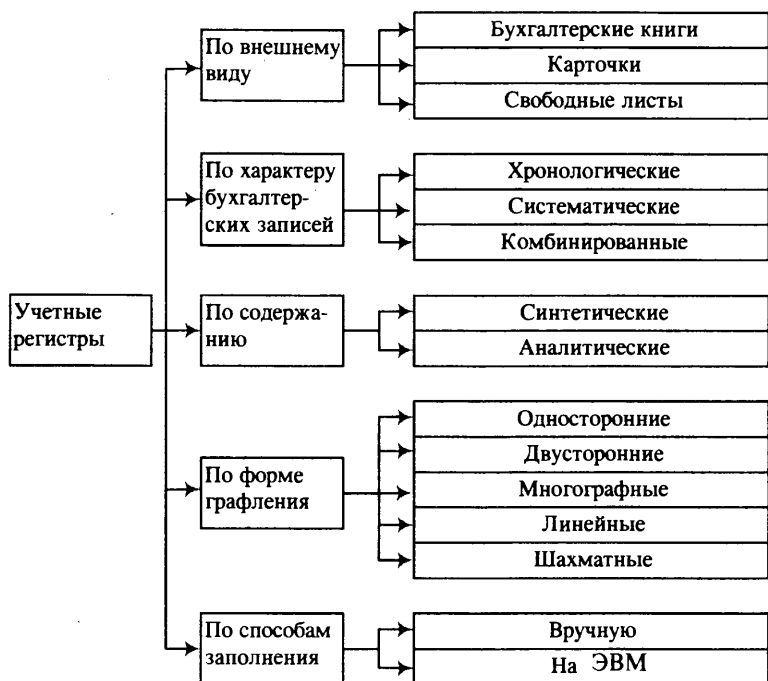 Учетные
регистры
По внешнему
виду
Бухгалтерские книги
Карточки
Свободные листы
По характеру
бухгалтер-
ских записей
Хронологические
Систематические
Комбинированные
По содержа-
нию
Синтетические
Аналитические
По форме
графления
Односторонние
Двусторонние
Многографные
Линейные
Шахматные
По способам
заполнения
Вручную
На ЭВМ